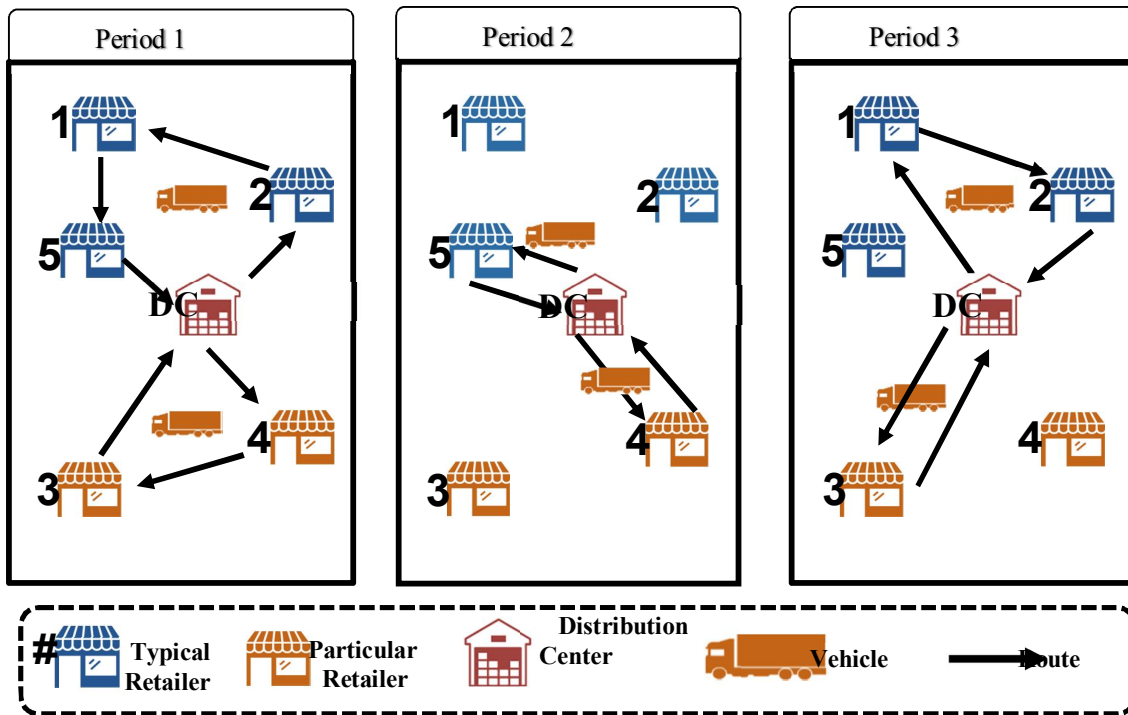 Period 1
Period 2
Period 3
1
2
5
DC
4
3
1
2
5
DC
4
3
1
2
5
DC
4
3
#
Typical
Retailer
Particular
Retailer
Distribution
Center
Vehicle
Route